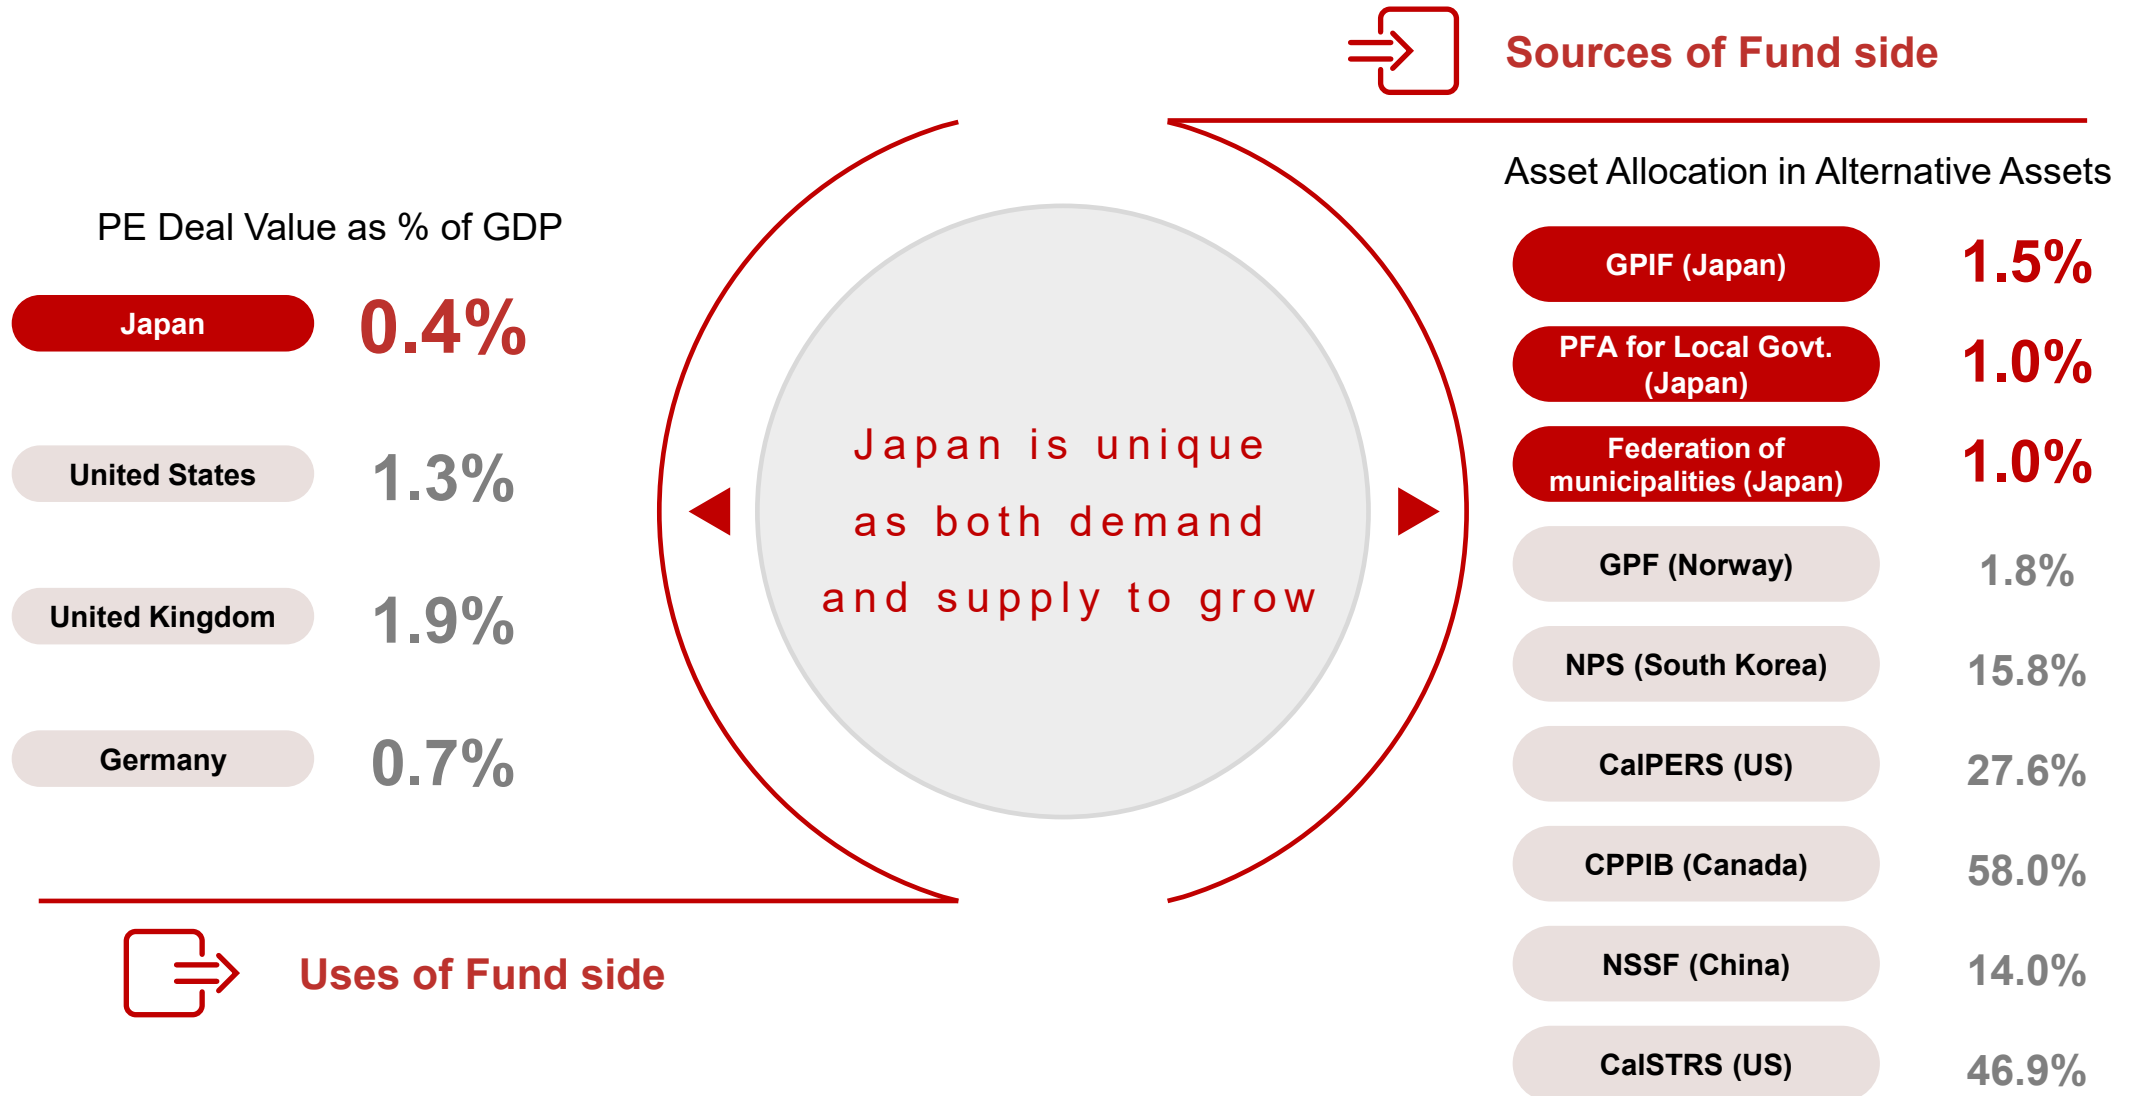 Sources of Fund side
Asset Allocation in Alternative Assets
GPIF (Japan) 1.5%
PFA for Local Govt.
(Japan)
1.0%
Federation of
municipalities (Japan)
1.0%
GPF (Norway) 1.8%
NPS (South Korea) 15.8%
CalPERS (US) 27.6%
CPPIB (Canada) 58.0%
NSSF (China) 14.0%
CalSTRS (US) 46.9%
Japan is unique
as both demand
and supply to grow
PE Deal Value as % of GDP
Japan 0.4%
United States 1.3%
United Kingdom 1.9%
Germany 0.7%
Uses of Fund side